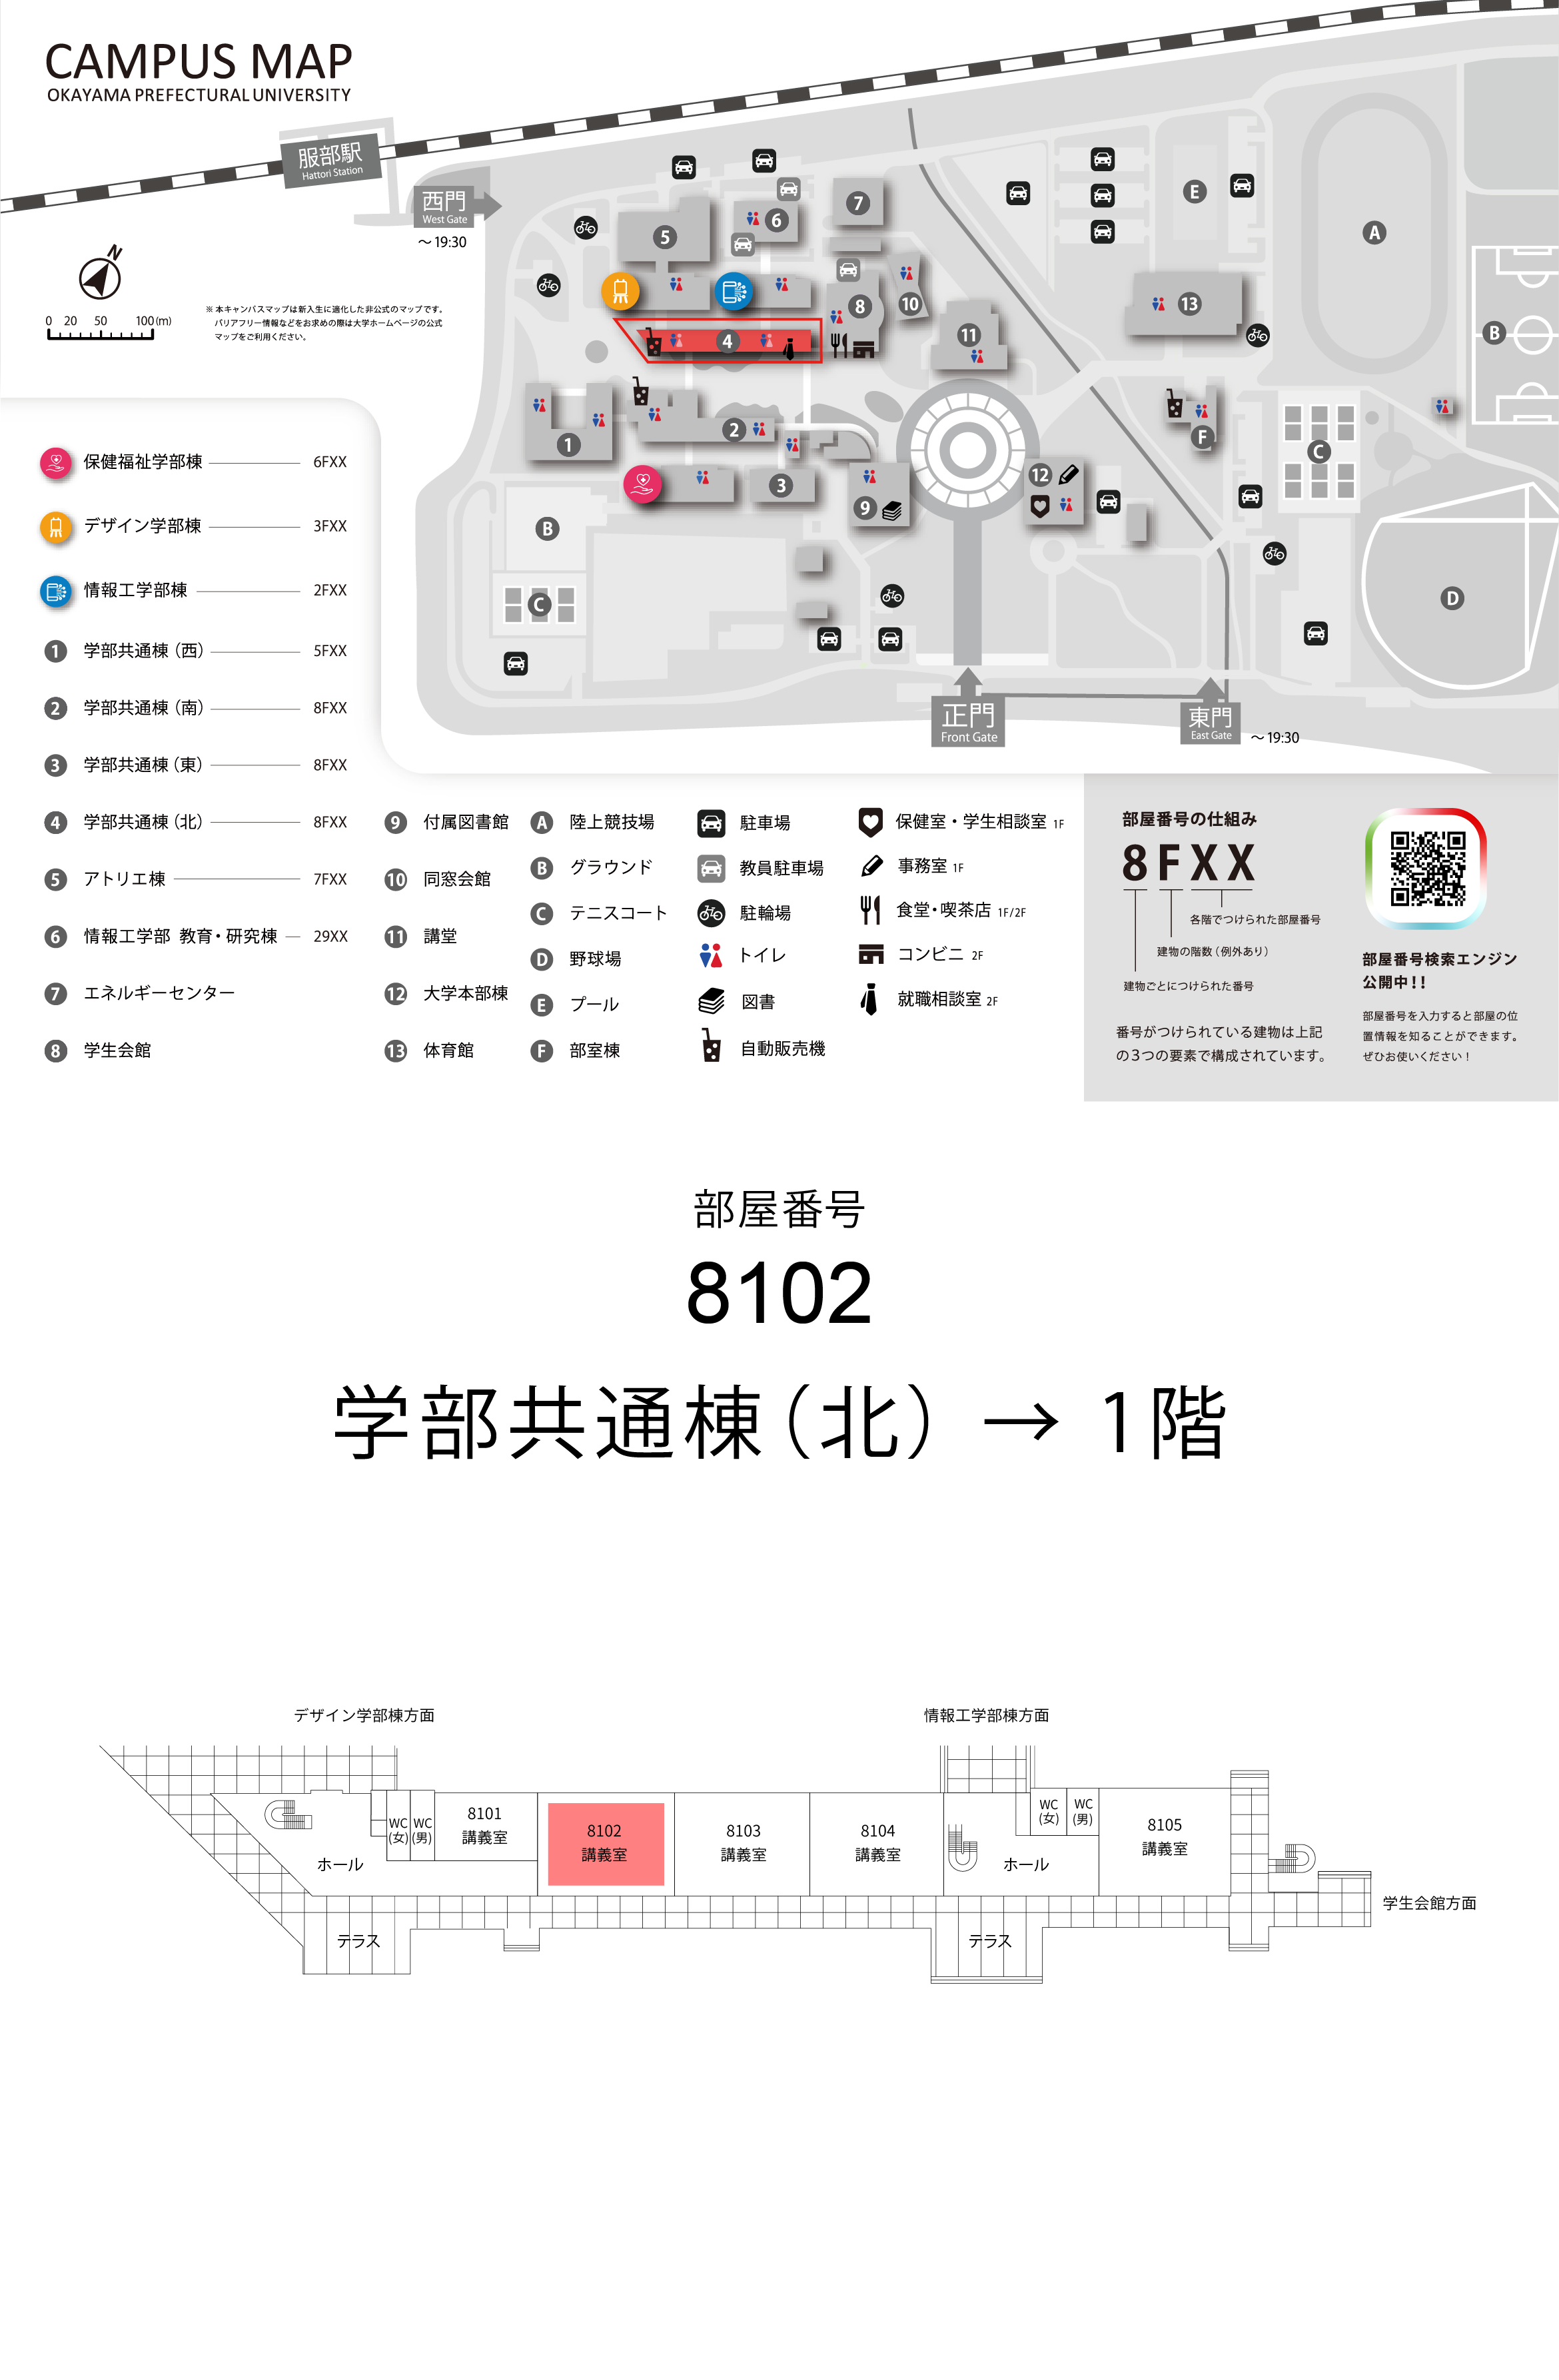 CAMPUS MAP
OKAYAMA PREFECTURAL UNIVERSITY
服部駅
Hattori Station
西門
West Gate
～19:30
N
0 20 50 100(m)
※ 本キャンパスマップは新入生に適化した非公式のマップです。
バリアフリー情報などをお求めの際は大学ホームページの公式
マップをご利用ください。
5
6
7
8
10
11
4
1
2
3
9
12
13
A
B
C
D
E
F
B
C
正門
Front Gate
東門
East Gate
～19:30
保健福祉学部棟 6FXX
デザイン学部棟 3FXX
情報工学部棟 2FXX
1 学部共通棟（西） 5FXX
2 学部共通棟（南） 8FXX
3 学部共通棟（東） 8FXX
4 学部共通棟（北） 8FXX
5 アトリエ棟 7FXX
6 情報工学部 教育・研究棟 29XX
7 エネルギーセンター
8 学生会館
9 付属図書館
10 同窓会館
11 講堂
12 大学本部棟
13 体育館
A 陸上競技場
B グラウンド
C テニスコート
D 野球場
E プール
F 部室棟
駐車場
教員駐車場
駐輪場
トイレ
図書
自動販売機
保健室・学生相談室 1F
事務室 1F
食堂・喫茶店 1F/2F
コンビニ 2F
就職相談室 2F
部屋番号の仕組み
8FXX
各階でつけられた部屋番号
建物の階数（例外あり）
建物ごとにつけられた番号
番号がつけられている建物は上記
の３つの要素で構成されています。
部屋番号検索エンジン
公開中！！
部屋番号を入力すると部屋の位
置情報を知ることができます。
ぜひお使いください！
部屋番号
8102
学部共通棟（北）→ 1階
デザイン学部棟方面
情報工学部棟方面
WC
(女)
WC
(男)
8101
講義室
8102
講義室
8103
講義室
8104
講義室
WC
(女)
WC
(男)
8105
講義室
ホール
ホール
学生会館方面
テラス
テラス